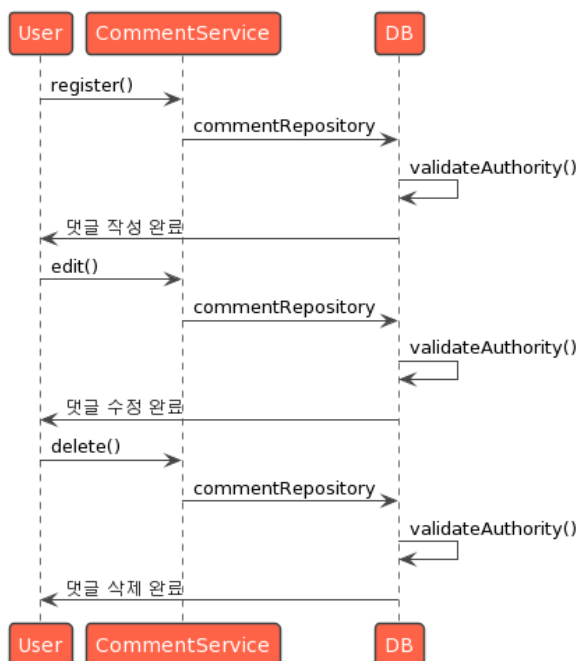 User CommentService DB
register()
commentRepository
validateAuthority()
댓글 작성 완료
edit()
commentRepository
validateAuthority()
댓글 수정 완료
delete()
commentRepository
validateAuthority()
댓글 삭제 완료
User CommentService DB